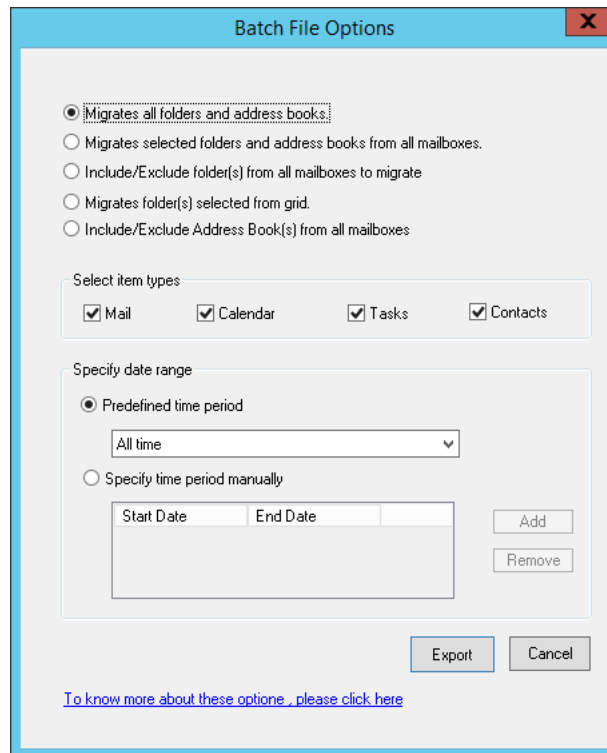 Batch File Options
X
Migrates all folders and address books.
Migrates selected folders and address books from all mailboxes.
Include/Exclude folder(s) from all mailboxes to migrate
Migrates folder(s) selected from grid.
Include/Exclude Address Book(s) from all mailboxes
Select item types
Mail Calendar Tasks Contacts
Specify date range
Predefined time period
All time
Specify time period manually
Start Date End Date
Add
Remove
Export Cancel
To know more about these optione , please click here